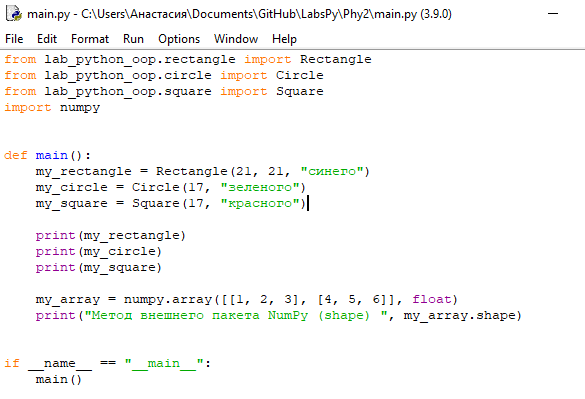 main.py - C:\Users\Анастасия\Documents\GitHub\LabsPy\Phy2\main.py (3.9.0)
File Edit Format Run Options Window Help
from lab_python_oop.rectangle import Rectangle
from lab_python_oop.circle import Circle
from lab_python_oop.square import Square
import numpy
def main():
    my_rectangle = Rectangle(21, 21, "синего")
    my_circle = Circle(17, "зеленого")
    my_square = Square(17, "красного")
    print(my_rectangle)
    print(my_circle)
    print(my_square)
    my_array = numpy.array([[1, 2, 3], [4, 5, 6]], float)
    print("Метод внешнего пакета NumPy (shape) ", my_array.shape)
if __name__ == "__main__":
    main()